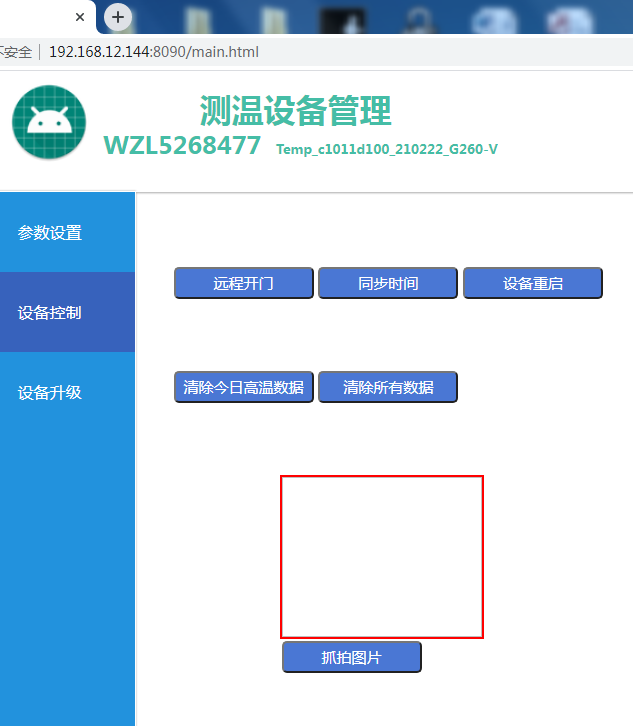 不安全 | 192.168.12.144:8090/main.html
测温设备管理
WZL5268477 Temp_c1011d100_210222_G260-V
参数设置
设备控制
设备升级
远程开门 同步时间 设备重启
清除今日高温数据 清除所有数据
抓拍图片